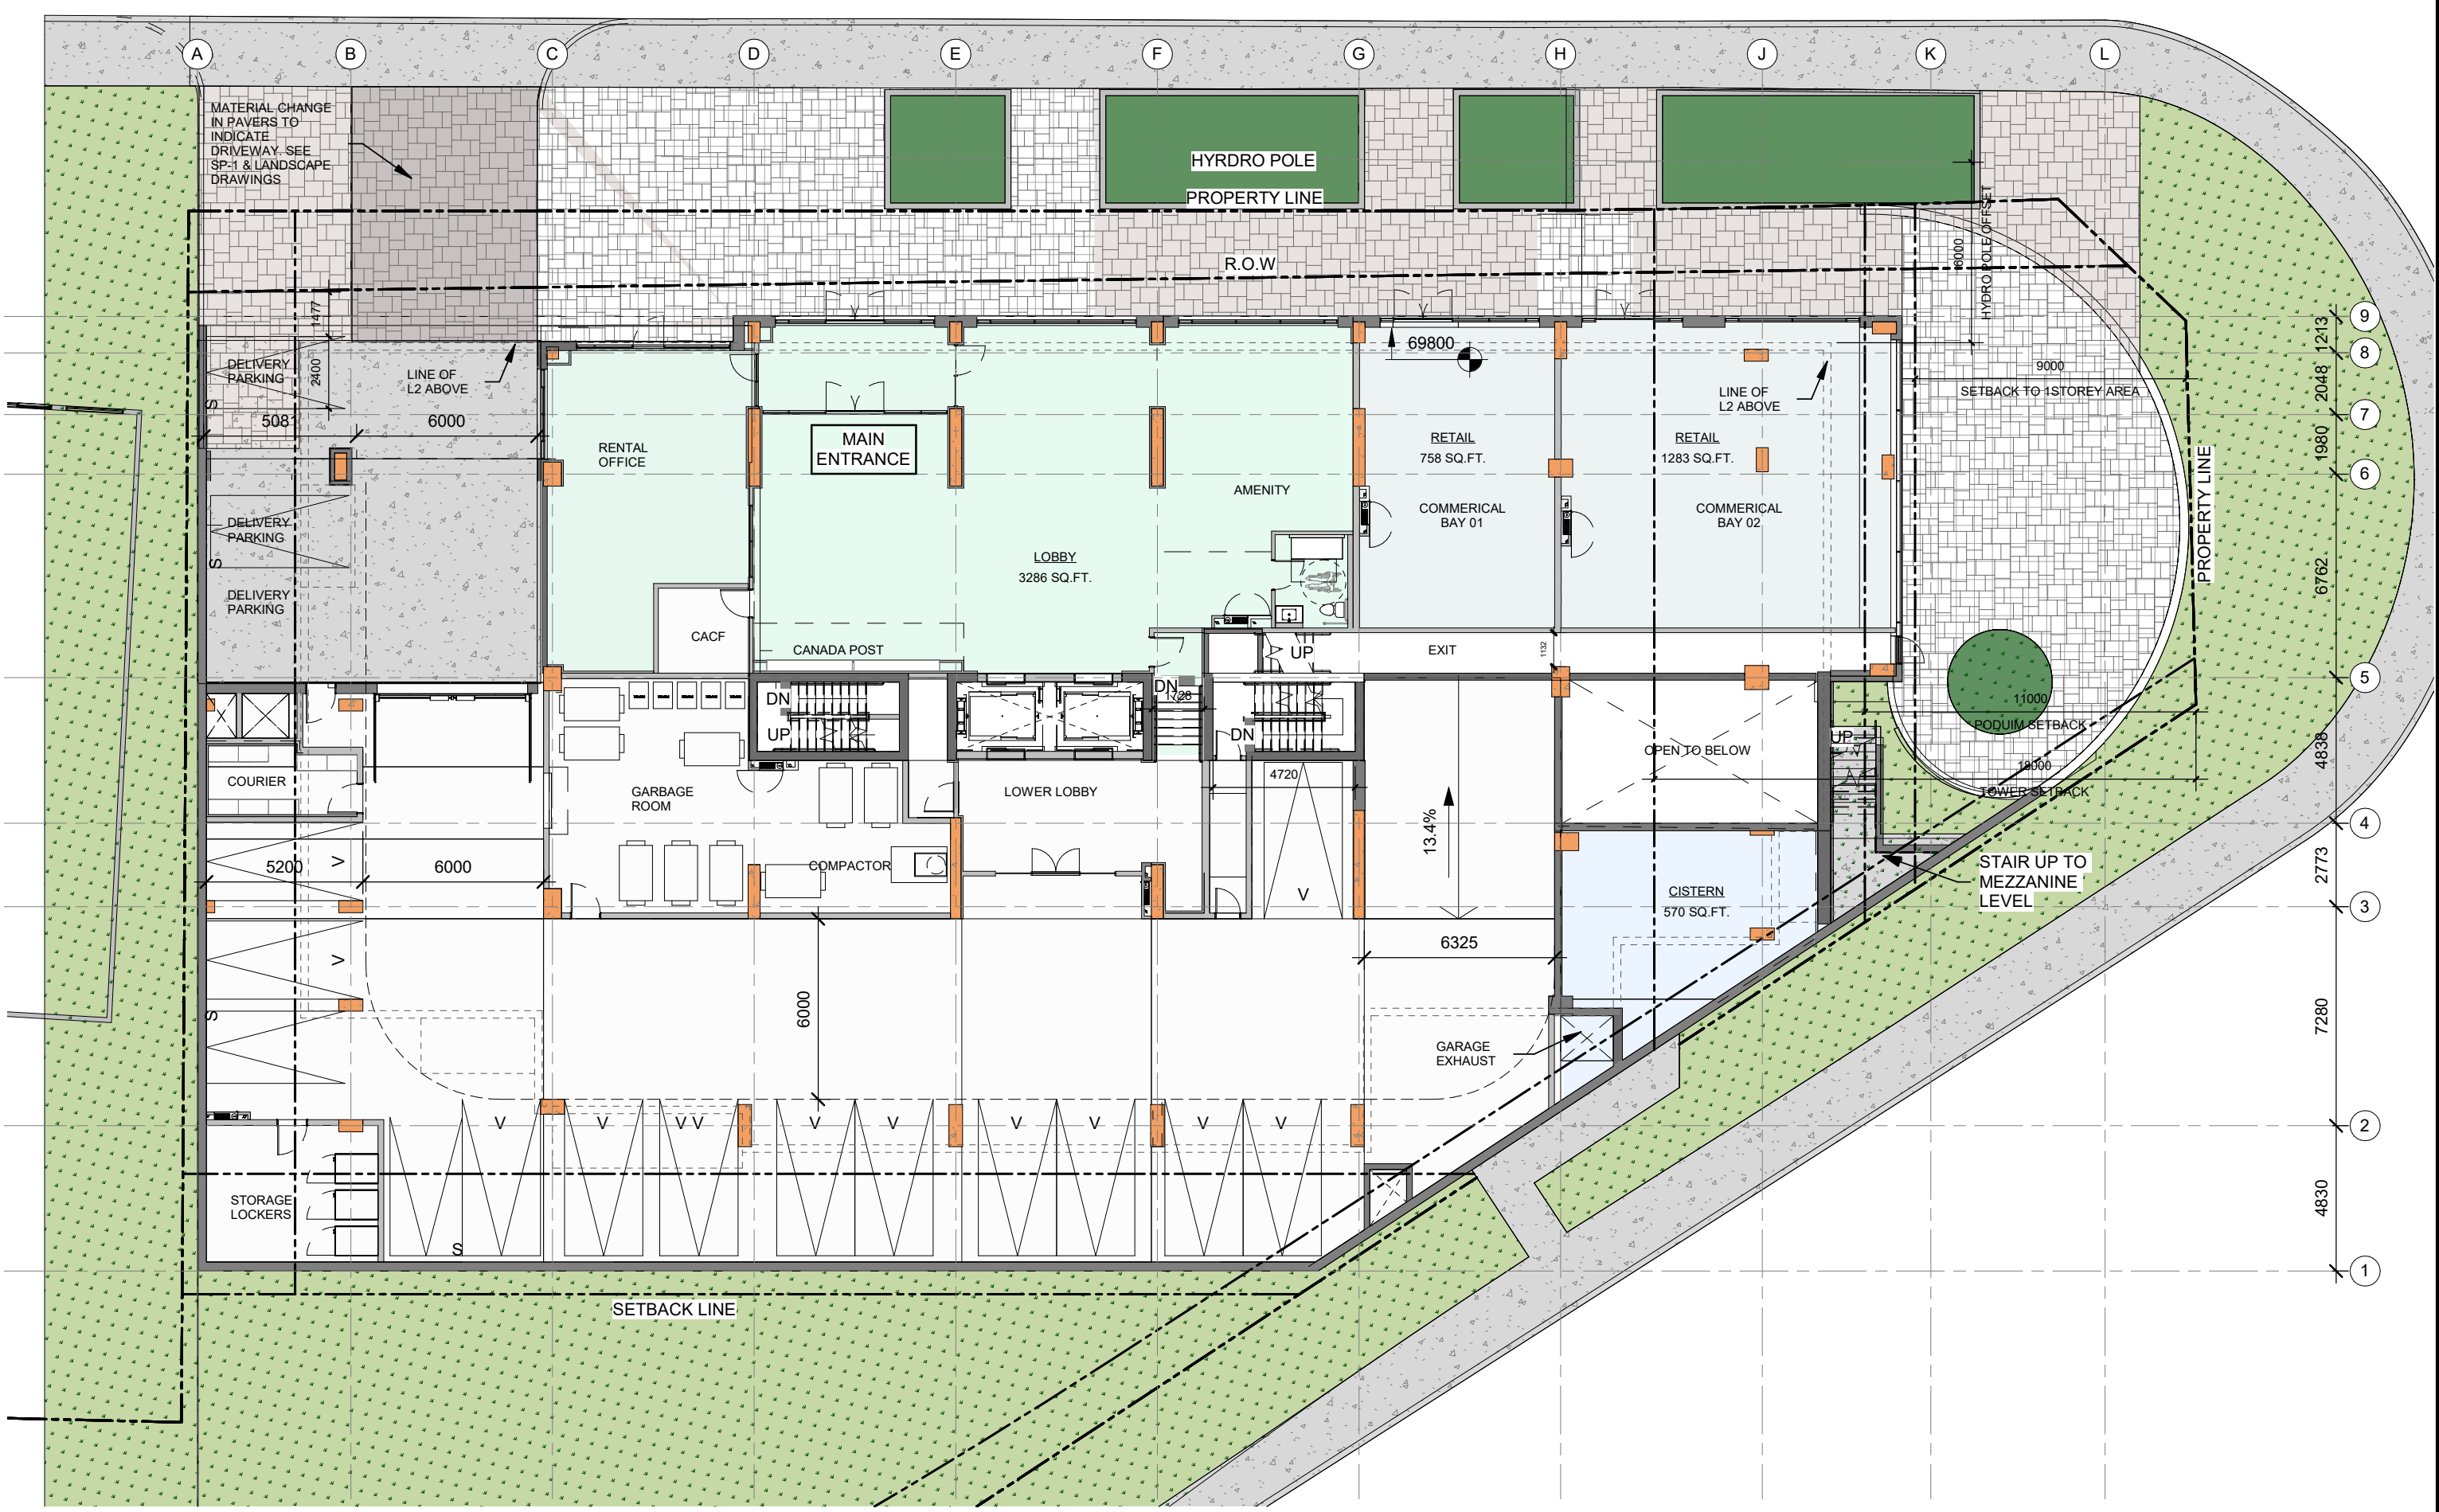 A
B
C
D
E
F
G
H
J
K
L
MATERIAL CHANGE
IN PAVERS TO
INDICATE
DRIVEWAY. SEE
SP-1 & LANDSCAPE
DRAWINGS
HYRDRO POLE
PROPERTY LINE
R.O.W
6000
HYDRO POLE OFFSET
1477
2400
DELIVERY
PARKING
LINE OF
L2 ABOVE
S
5081
6000
69800
LINE OF
L2 ABOVE
9000
SETBACK TO 1STOREY AREA
9
1213
8
2048
7
1980
6
6762
5
4838
4
2773
3
7280
2
4830
1
RENTAL
OFFICE
MAIN
ENTRANCE
AMENITY
RETAIL
758 SQ.FT.
COMMERICAL
BAY 01
RETAIL
1283 SQ.FT.
COMMERICAL
BAY 02
PROPERTY LINE
DELIVERY
PARKING
S
DELIVERY
PARKING
LOBBY
3286 SQ.FT.
CACF
CANADA POST
UP
EXIT
1132
DN
UP
DN
1728
DN
11000
PODUIM SETBACK
18000
TOWER SETBACK
UP
OPEN TO BELOW
COURIER
GARBAGE
ROOM
LOWER LOBBY
4720
13.4%
COMPACTOR
V
5200
V
6000
CISTERN
570 SQ.FT.
STAIR UP TO
MEZZANINE
LEVEL
V
S
6000
6325
GARAGE
EXHAUST
V
V
V V
V
V
V
V
V
V
STORAGE
LOCKERS
S
SETBACK LINE